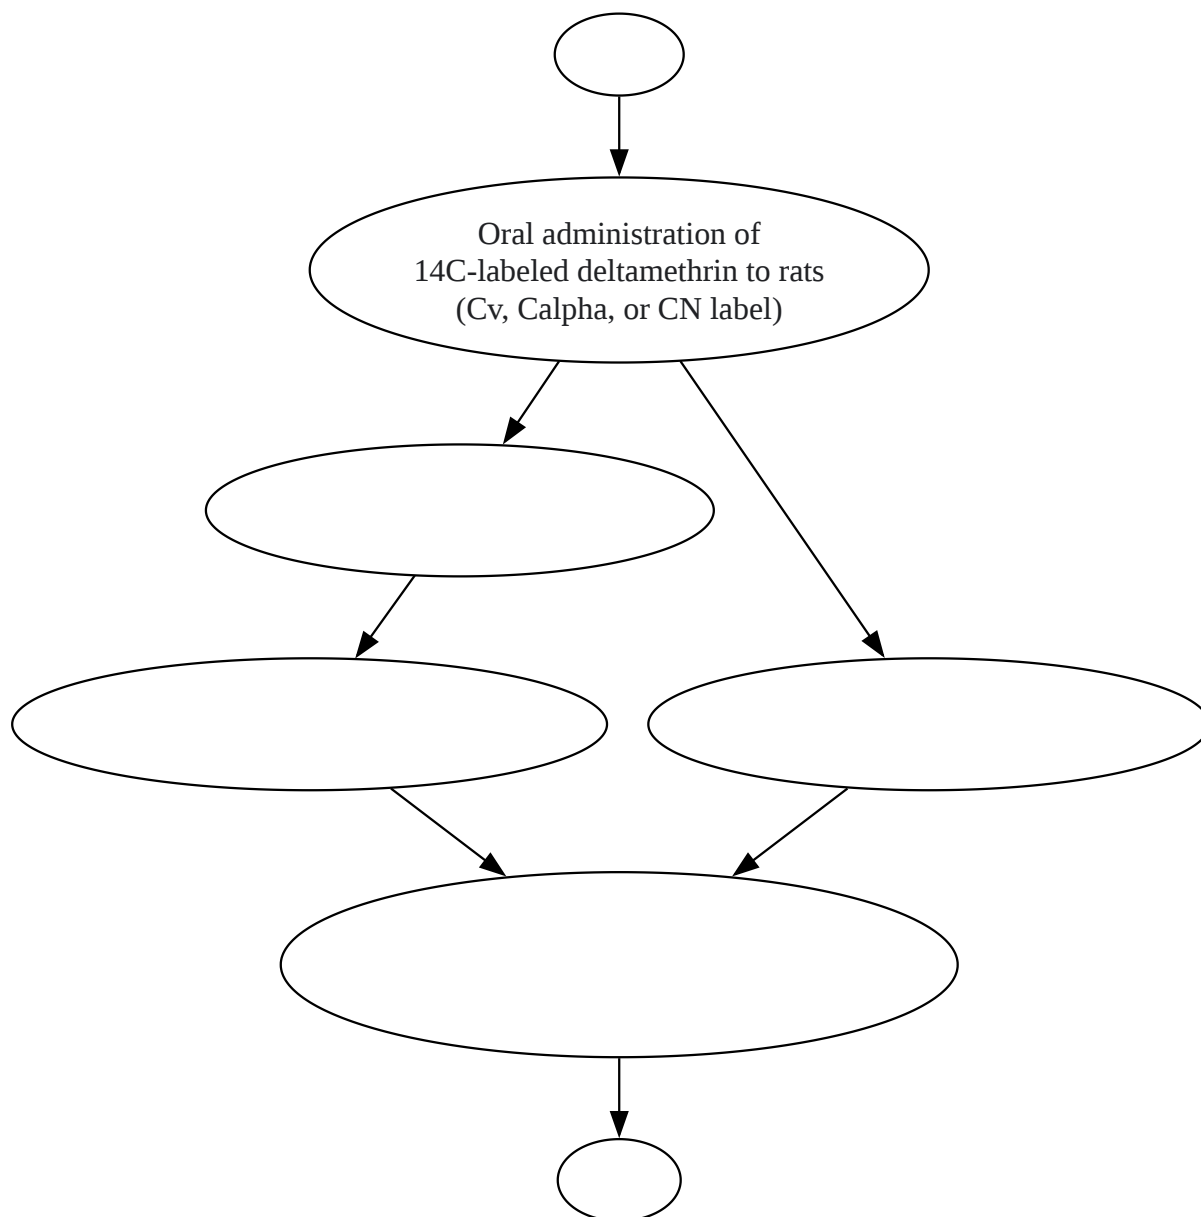 Oral administration of
14C-labeled deltamethrin to rats
(Cv, Calpha, or CN label)